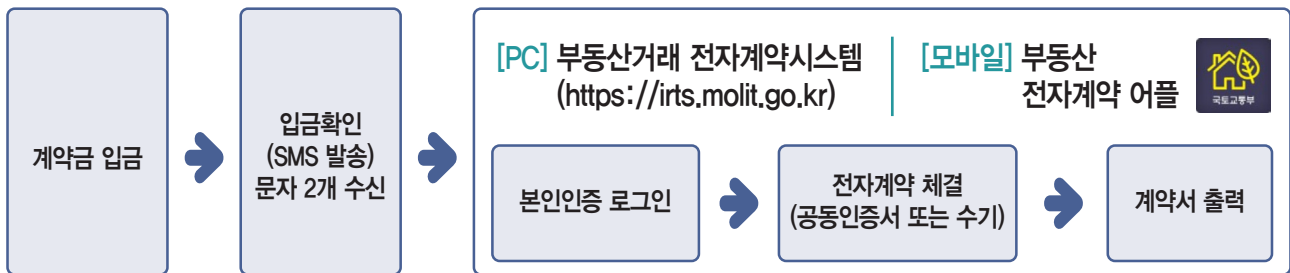 계약금 입금
입금확인
(SMS 발송)
문자 2개 수신
[PC] 부동산거래 전자계약시스템
(https://irts.molit.go.kr)
[모바일] 부동산
전자계약 어플
국토교통부
본인인증 로그인
전자계약 체결
(공동인증서 또는 수기)
계약서 출력